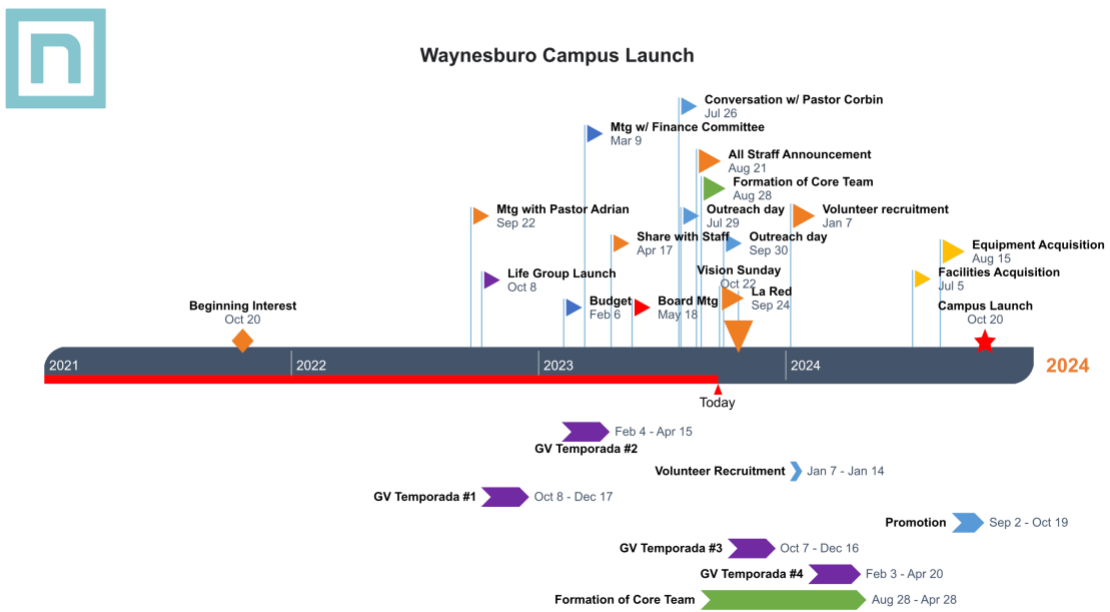 n
Waynesburo Campus Launch
Conversation w/ Pastor Corbin
Jul 26
Mtg w/ Finance Committee
Mar 9
All Straff Announcement
Aug 21
Formation of Core Team
Aug 28
Mtg with Pastor Adrian
Sep 22
Outreach day
Jul 29
Volunteer recruitment
Jan 7
Share with Staff
Apr 17
Outreach day
Sep 30
Equipment Acquisition
Aug 15
Life Group Launch
Oct 8
Vision Sunday
Oct 22
Facilities Acquisition
Jul 5
Beginning Interest
Oct 20
Budget
Feb 6
Board Mtg
May 18
La Red
Sep 24
Campus Launch
Oct 20
2021
2022
2023
2024
2024
Today
Feb 4 - Apr 15
GV Temporada #2
Volunteer Recruitment Jan 7 - Jan 14
GV Temporada #1 Oct 8 - Dec 17
Promotion Sep 2 - Oct 19
GV Temporada #3 Oct 7 - Dec 16
GV Temporada #4 Feb 3 - Apr 20
Formation of Core Team Aug 28 - Apr 28